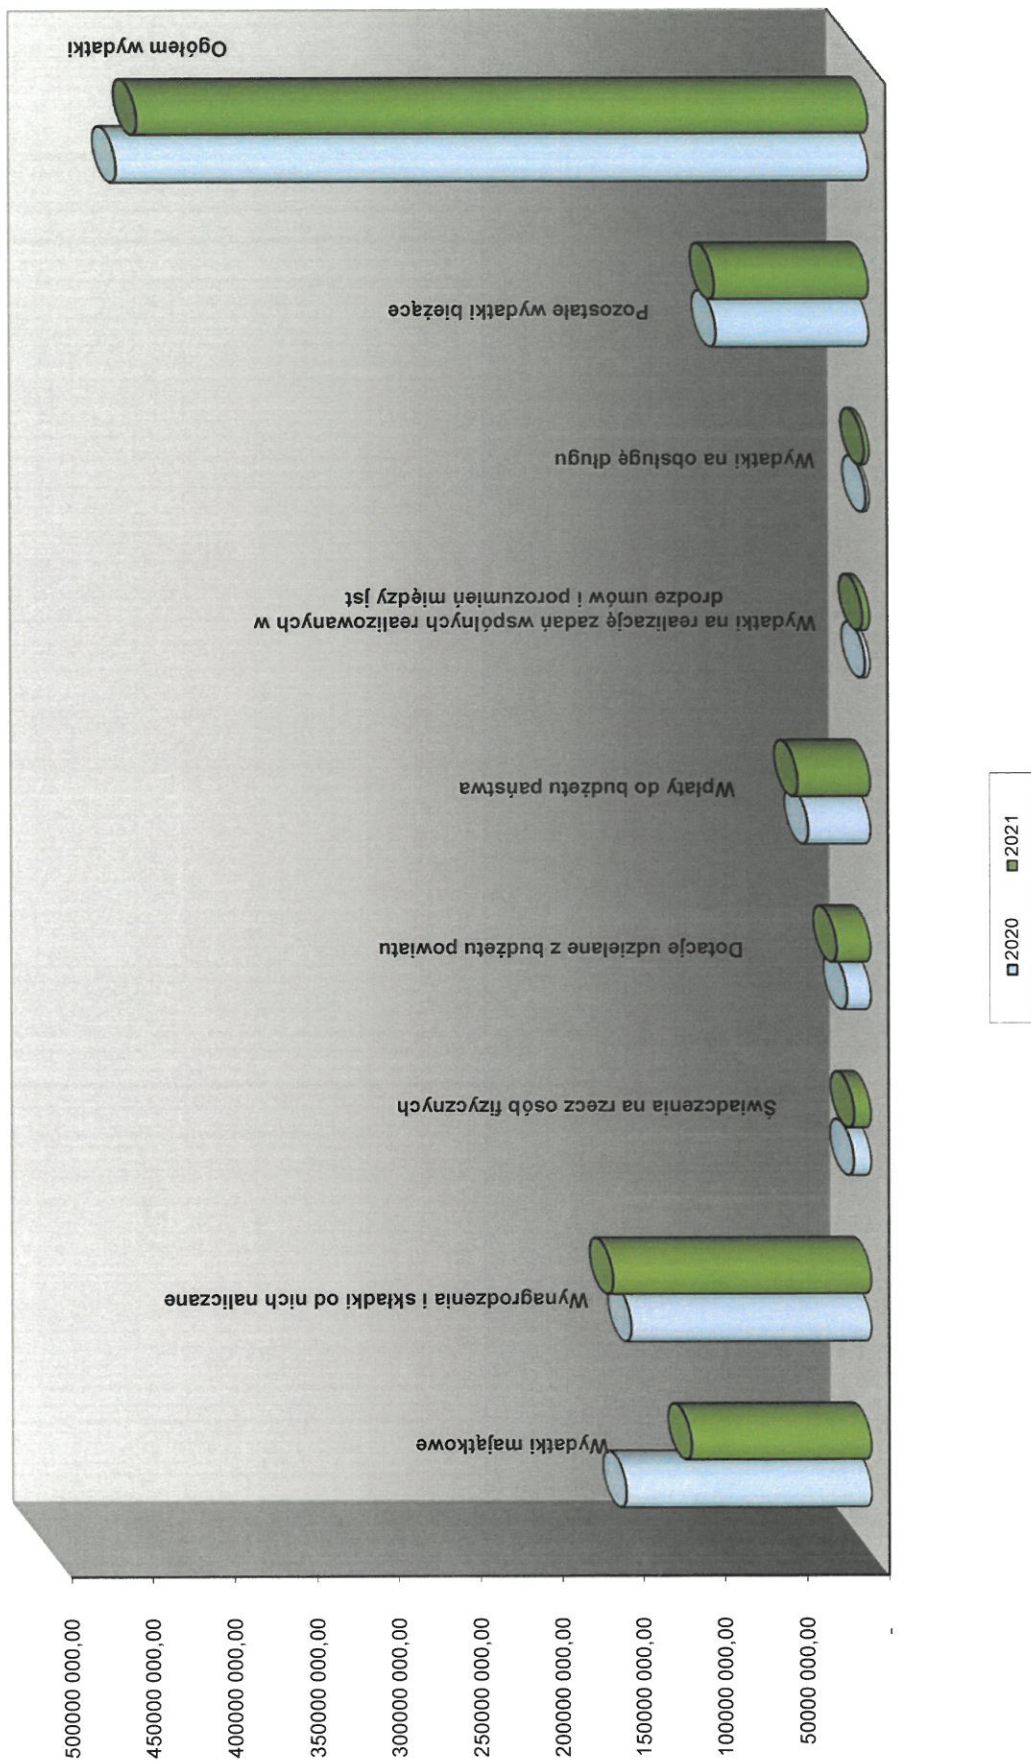 500000 000,00
450000 000,00
400000 000,00
350000 000,00
300000 000,00
250000 000,00
200000 000,00
150000 000,00
100000 000,00
50000 000,00
-
Wydatki majątkowe
Wynagrodzenia i składki od nich naliczane
Świadczenia na rzecz osób fizycznych
Dotacje udzielane z budżetu powiatu
Wpłaty do budżetu państwa
Wydatki na realizację zadań wspólnych realizowanych w
drodze umów i porozumień między jst
Wydatki na obsługę długu
Pozostałe wydatki bieżące
Ogółem wydatki
2020
2021